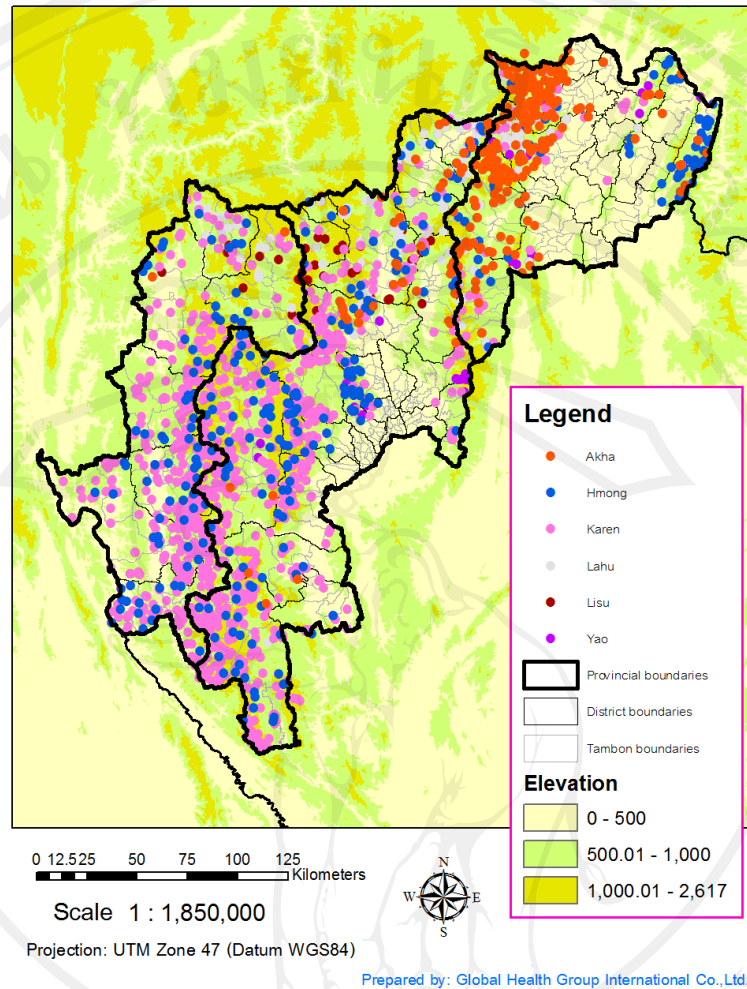 Legend
Akha
Hmong
Karen
Lahu
Lisu
Yao
Provincial boundaries
District boundaries
Tambon boundaries
Elevation
0 - 500
500.01 - 1,000
1,000.01 - 2,617
0 12.5 25 50 75 100 125
Kilometers
N
W E
S
Scale 1 : 1,850,000
Projection: UTM Zone 47 (Datum WGS84)
Prepared by: Global Health Group International Co.,Ltd